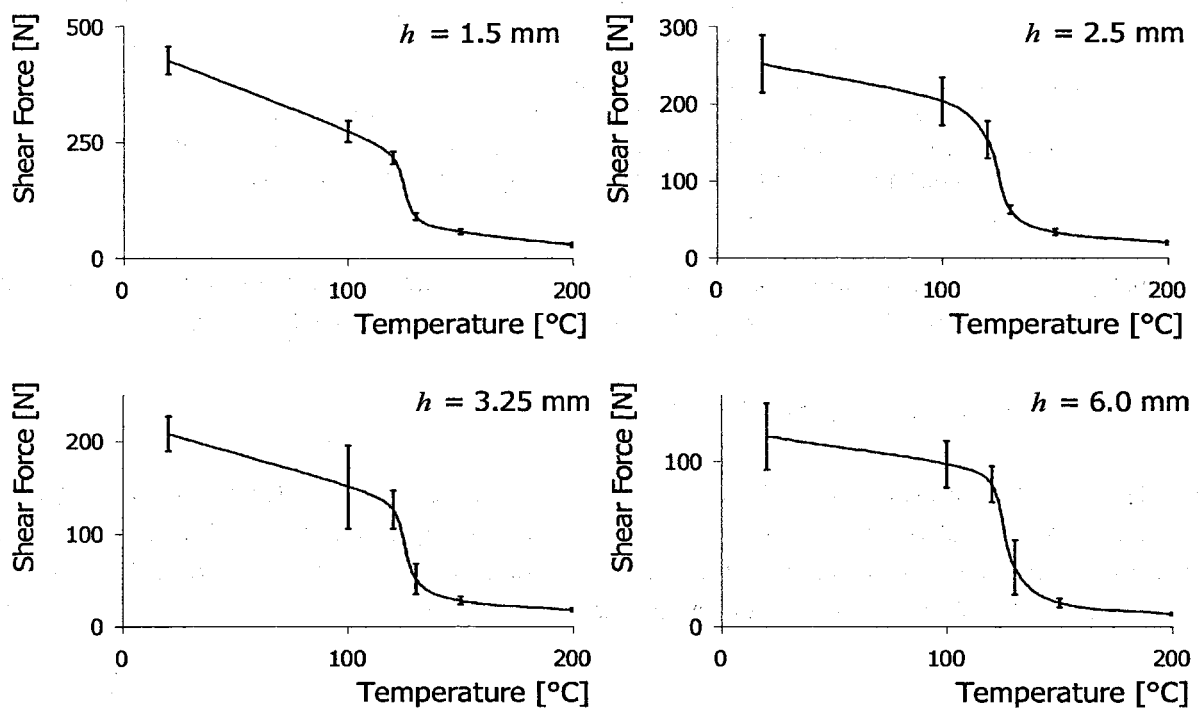 h = 1.5 mm
Shear Force [N]
500
250
0
0 100 200
Temperature [°C]
h = 2.5 mm
Shear Force [N]
300
200
100
0
0 100 200
Temperature [°C]
h = 3.25 mm
Shear Force [N]
200
100
0
0 100 200
Temperature [°C]
h = 6.0 mm
Shear Force [N]
100
0
0 100 200
Temperature [°C]